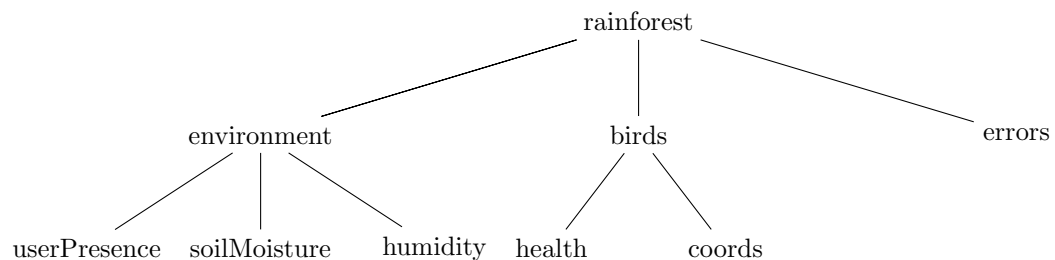 rainforest
environment birds errors
userPresence soilMoisture humidity health coords